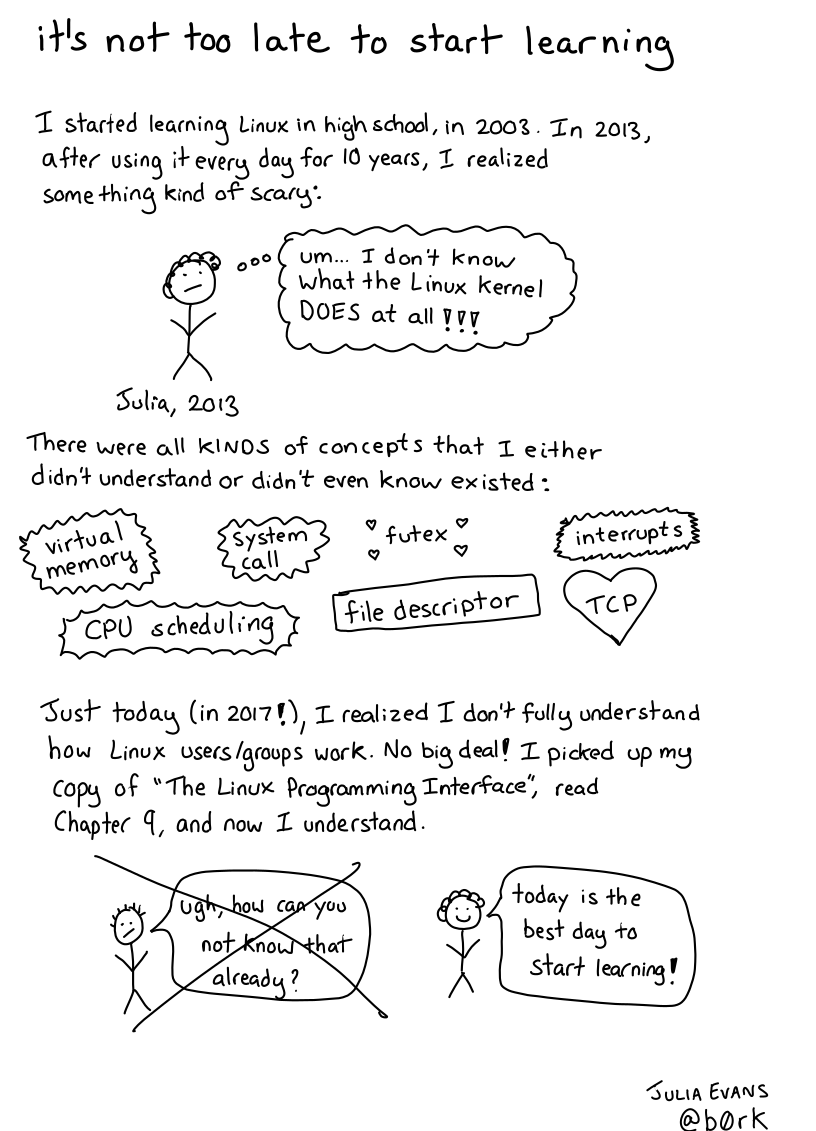 it's not too late to start learning
I started learning Linux in high school, in 2003. In 2013,
after using it every day for 10 years, I realized
something kind of scary:
um... I don't know
what the Linux kernel
DOES at all !!!
Julia, 2013
There were all KINDS of concepts that I either
didn't understand or didn't even know existed:
virtual
memory
system
call
futex
interrupts
CPU scheduling
file descriptor
TCP
Just today (in 2017!), I realized I don't fully understand
how Linux users/groups work. No big deal! I picked up my
copy of "The Linux Programming Interface", read
Chapter 9, and now I understand.
ugh, how can you
not know that
already?
today is the
best day to
start learning!
JULIA EVANS
@b0rk